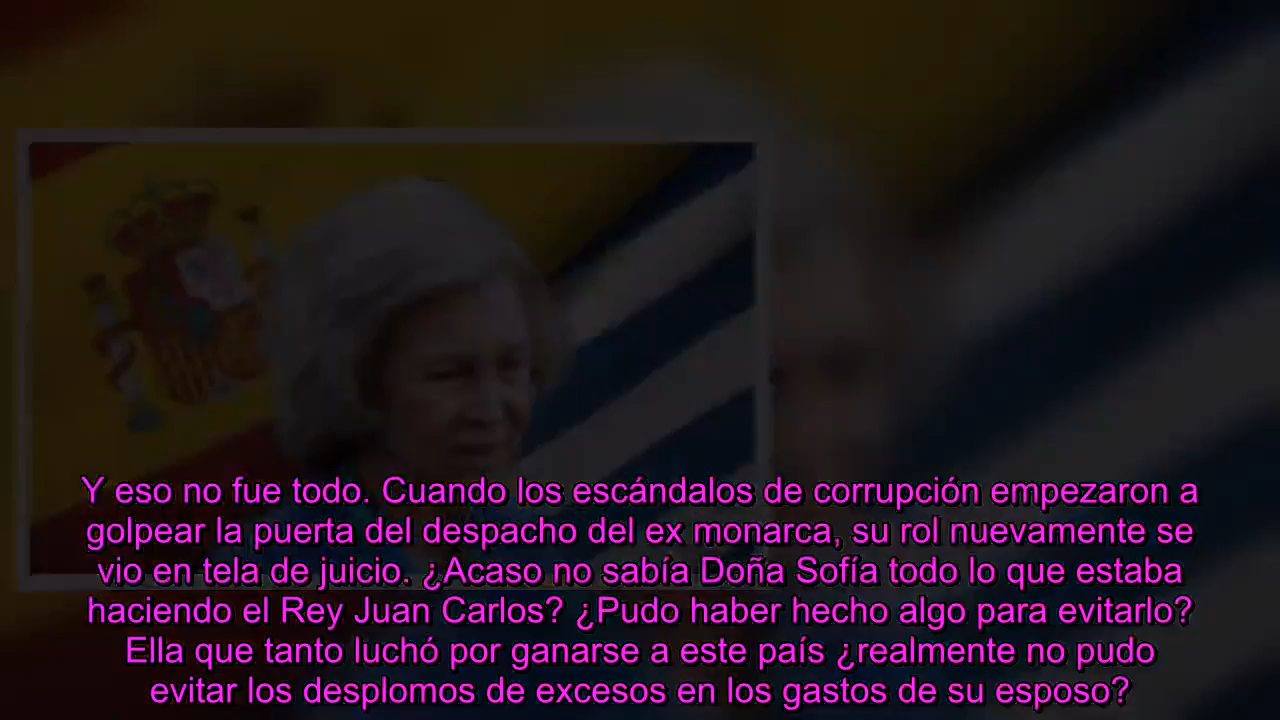 Y eso no fue todo. Cuando los escándalos de corrupción empezaron a
golpear la puerta del despacho del ex monarca, su rol nuevamente se
vio en tela de juicio. ¿Acaso no sabía Doña Sofía todo lo que estaba
haciendo el Rey Juan Carlos? ¿Pudo haber hecho algo para evitarlo?
Ella que tanto luchó por ganarse a este país ¿realmente no pudo
evitar los desplomos de excesos en los gastos de su esposo?